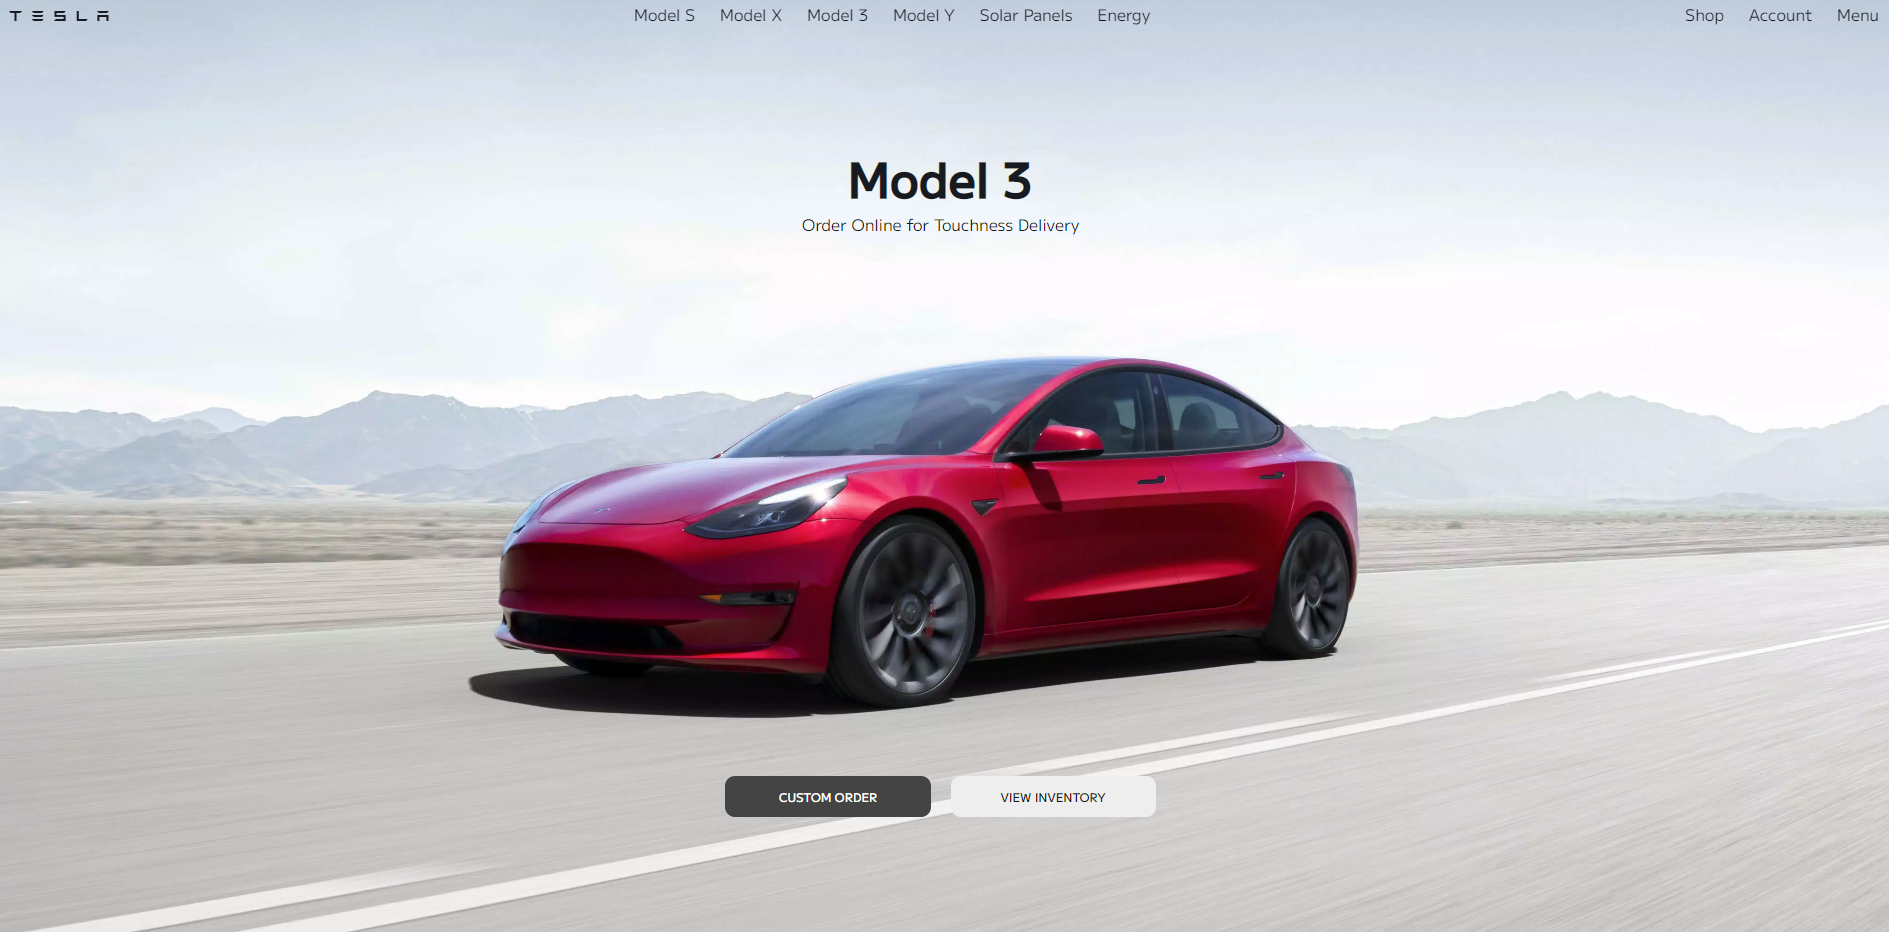 TESLA Model S Model X Model 3 Model Y Solar Panels Energy Shop Account Menu
Model 3
Order Online for Touchness Delivery
CUSTOM ORDER VIEW INVENTORY